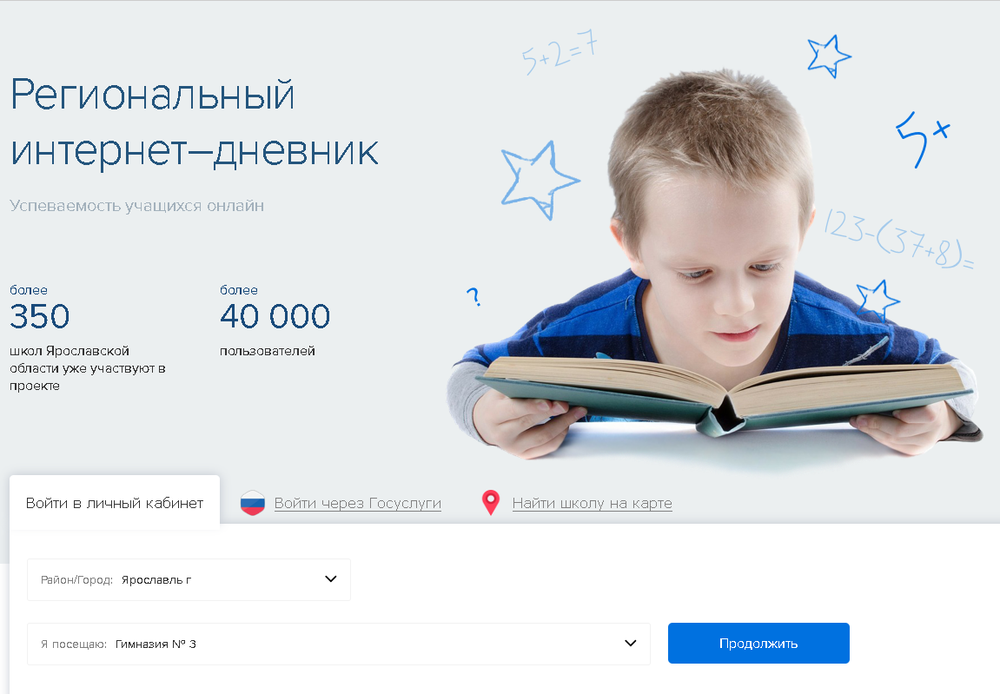 5+2=7
Региональный
интернет–дневник
5×
Успеваемость учащихся онлайн
123-(37+8)=
более
350
школ Ярославской
области уже участвуют в
проекте
более
40 000
пользователей
?
Войти в личный кабинет
Войти через Госуслуги
Найти школу на карте
Район/Город: Ярославль г
Я посещаю: Гимназия № 3
Продолжить